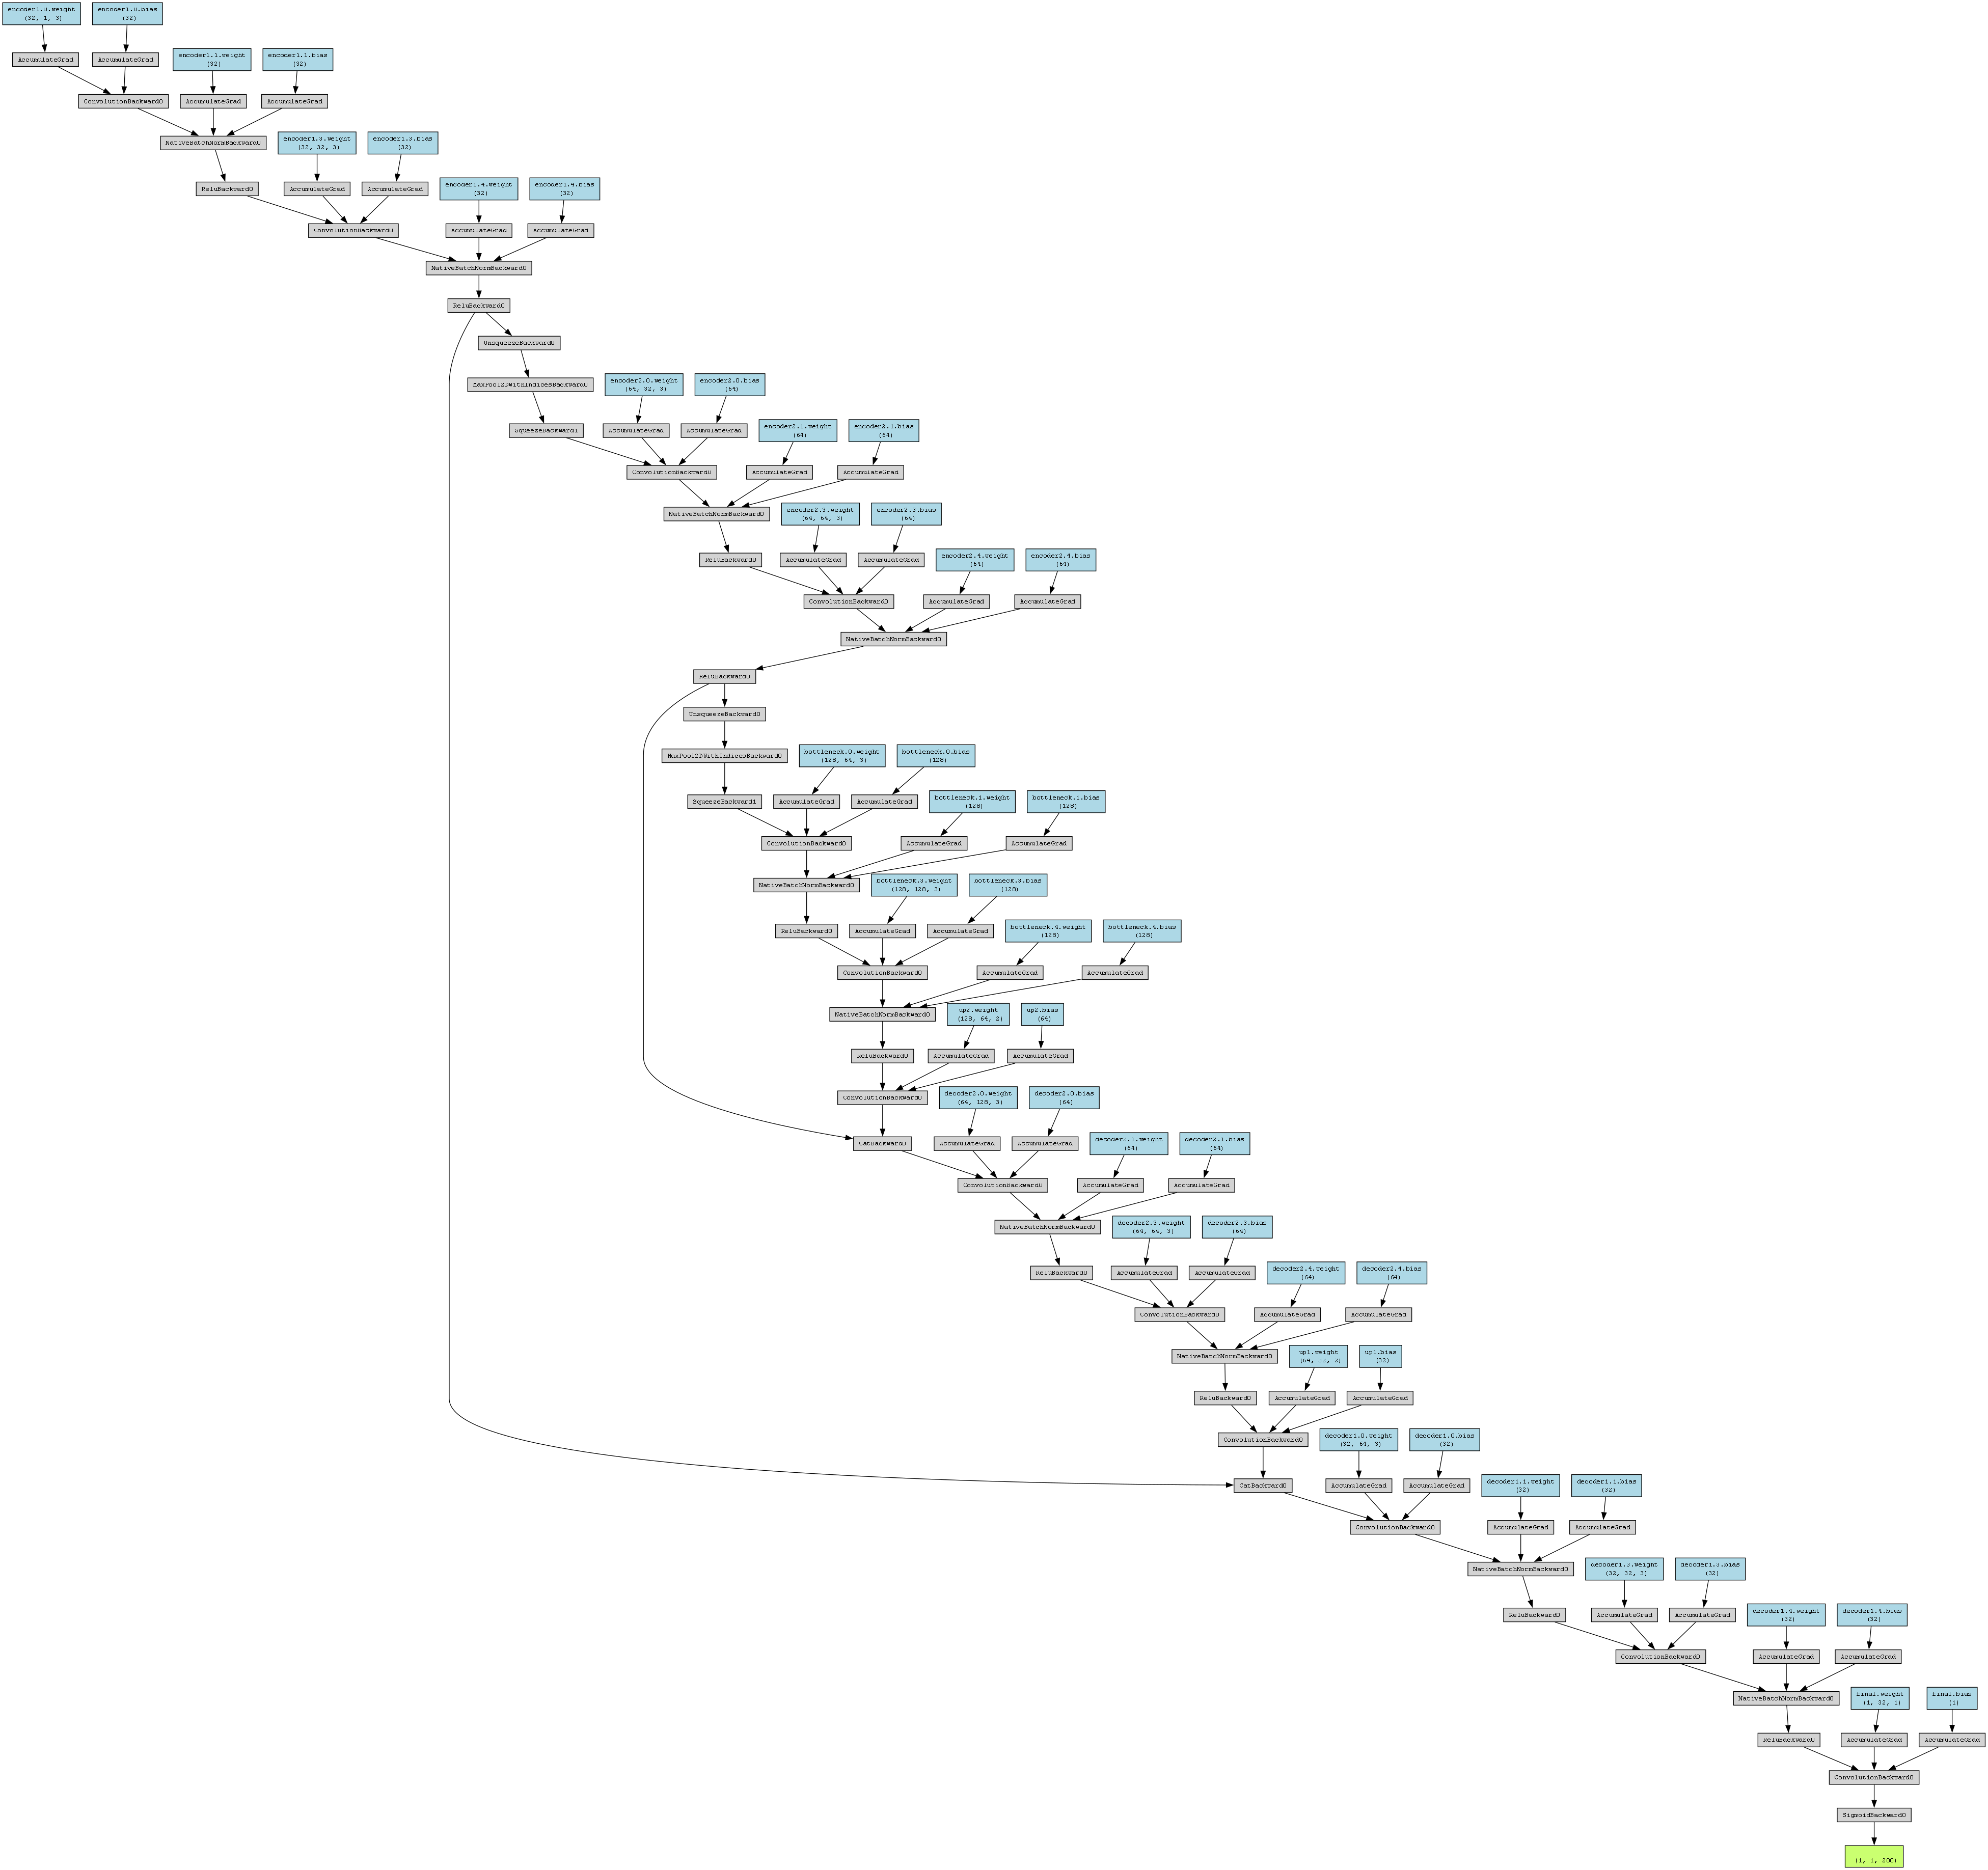 encoder1.0.weight
(32, 1, 3)
encoder1.0.bias
(32)
AccumulateGrad
AccumulateGrad
encoder1.1.weight
(32)
encoder1.1.bias
(32)
ConvolutionBackward0
AccumulateGrad
AccumulateGrad
NativeBatchNormBackward0
encoder1.3.weight
(32, 32, 3)
encoder1.3.bias
(32)
ReluBackward0
AccumulateGrad
AccumulateGrad
encoder1.4.weight
(32)
encoder1.4.bias
(32)
ConvolutionBackward0
AccumulateGrad
AccumulateGrad
NativeBatchNormBackward0
ReluBackward0
UnsqueezeBackward0
MaxPool2DWithIndicesBackward0
encoder2.0.weight
(64, 32, 3)
encoder2.0.bias
(64)
SqueezeBackward1
AccumulateGrad
AccumulateGrad
encoder2.1.weight
(64)
encoder2.1.bias
(64)
ConvolutionBackward0
AccumulateGrad
AccumulateGrad
NativeBatchNormBackward0
encoder2.3.weight
(64, 64, 3)
encoder2.3.bias
(64)
ReluBackward0
AccumulateGrad
AccumulateGrad
encoder2.4.weight
(64)
encoder2.4.bias
(64)
ConvolutionBackward0
AccumulateGrad
AccumulateGrad
NativeBatchNormBackward0
ReluBackward0
UnsqueezeBackward0
MaxPool2DWithIndicesBackward0
bottleneck.0.weight
(128, 64, 3)
bottleneck.0.bias
(128)
SqueezeBackward1
AccumulateGrad
AccumulateGrad
bottleneck.1.weight
(128)
bottleneck.1.bias
(128)
ConvolutionBackward0
AccumulateGrad
AccumulateGrad
NativeBatchNormBackward0
bottleneck.3.weight
(128, 128, 3)
bottleneck.3.bias
(128)
ReluBackward0
AccumulateGrad
AccumulateGrad
bottleneck.4.weight
(128)
bottleneck.4.bias
(128)
ConvolutionBackward0
AccumulateGrad
AccumulateGrad
NativeBatchNormBackward0
up2.weight
(128, 64, 2)
up2.bias
(64)
ReluBackward0
AccumulateGrad
AccumulateGrad
ConvolutionBackward0
decoder2.0.weight
(64, 128, 3)
decoder2.0.bias
(64)
CatBackward0
AccumulateGrad
AccumulateGrad
decoder2.1.weight
(64)
decoder2.1.bias
(64)
ConvolutionBackward0
AccumulateGrad
AccumulateGrad
NativeBatchNormBackward0
decoder2.3.weight
(64, 64, 3)
decoder2.3.bias
(64)
ReluBackward0
AccumulateGrad
AccumulateGrad
decoder2.4.weight
(64)
decoder2.4.bias
(64)
ConvolutionBackward0
AccumulateGrad
AccumulateGrad
NativeBatchNormBackward0
up1.weight
(64, 32, 2)
up1.bias
(32)
ReluBackward0
AccumulateGrad
AccumulateGrad
ConvolutionBackward0
decoder1.0.weight
(32, 64, 3)
decoder1.0.bias
(32)
CatBackward0
AccumulateGrad
AccumulateGrad
decoder1.1.weight
(32)
decoder1.1.bias
(32)
ConvolutionBackward0
AccumulateGrad
AccumulateGrad
NativeBatchNormBackward0
decoder1.3.weight
(32, 32, 3)
decoder1.3.bias
(32)
ReluBackward0
AccumulateGrad
AccumulateGrad
decoder1.4.weight
(32)
decoder1.4.bias
(32)
ConvolutionBackward0
AccumulateGrad
AccumulateGrad
NativeBatchNormBackward0
final.weight
(1, 32, 1)
final.bias
(1)
ReluBackward0
AccumulateGrad
AccumulateGrad
ConvolutionBackward0
SigmoidBackward0
(1, 1, 200)